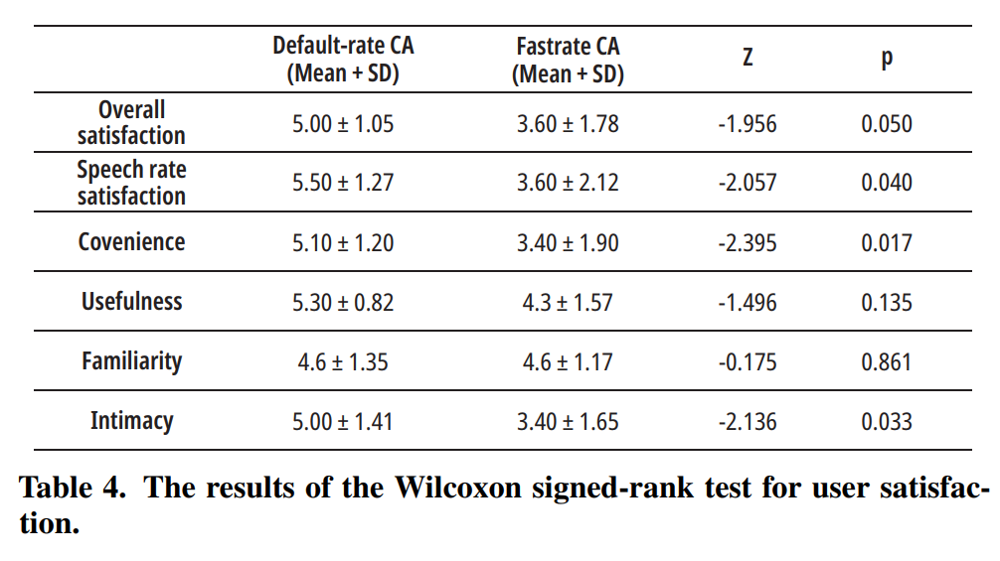 Default-rate CA (Mean + SD) Fastrate CA (Mean + SD) Z p
Overall satisfaction 5.00 ± 1.05 3.60 ± 1.78 -1.956 0.050
Speech rate satisfaction 5.50 ± 1.27 3.60 ± 2.12 -2.057 0.040
Covenience 5.10 ± 1.20 3.40 ± 1.90 -2.395 0.017
Usefulness 5.30 ± 0.82 4.3 ± 1.57 -1.496 0.135
Familiarity 4.6 ± 1.35 4.6 ± 1.17 -0.175 0.861
Intimacy 5.00 ± 1.41 3.40 ± 1.65 -2.136 0.033
Table 4. The results of the Wilcoxon signed-rank test for user satisfac-
tion.